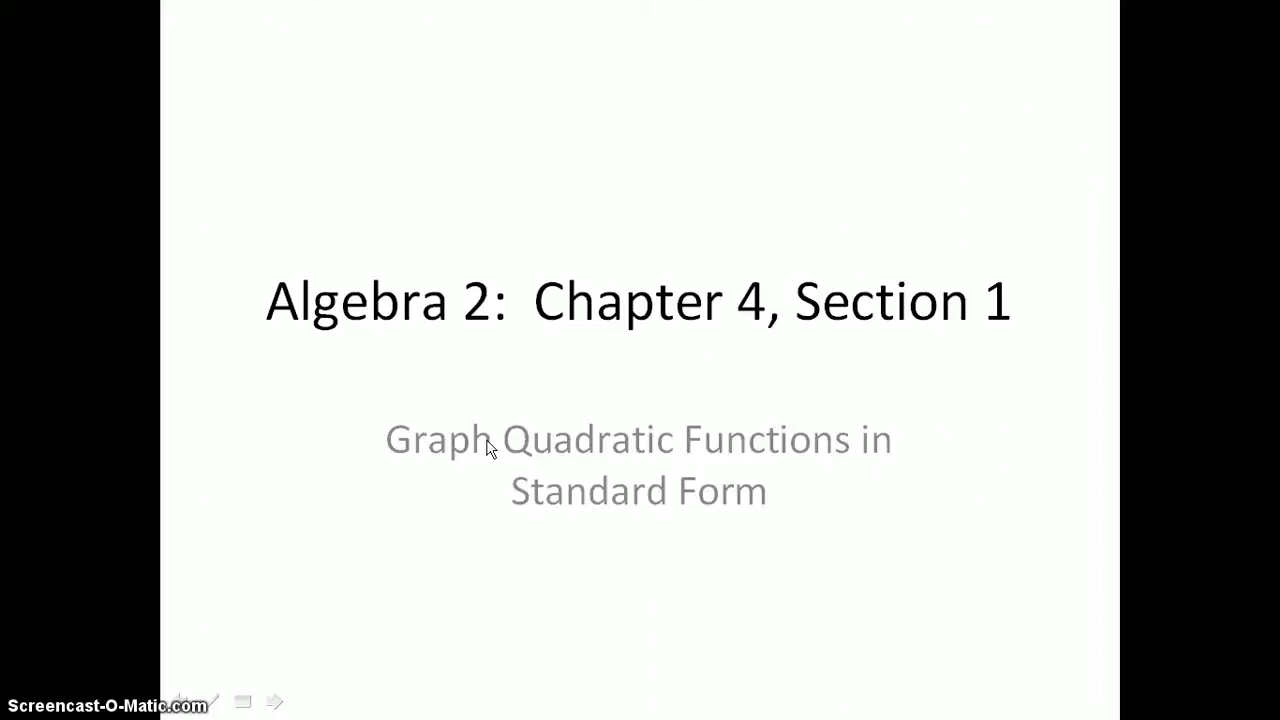 Algebra 2:  Chapter 4, Section 1
Graph Quadratic Functions in
Standard Form
Screencast-O-Matic.com